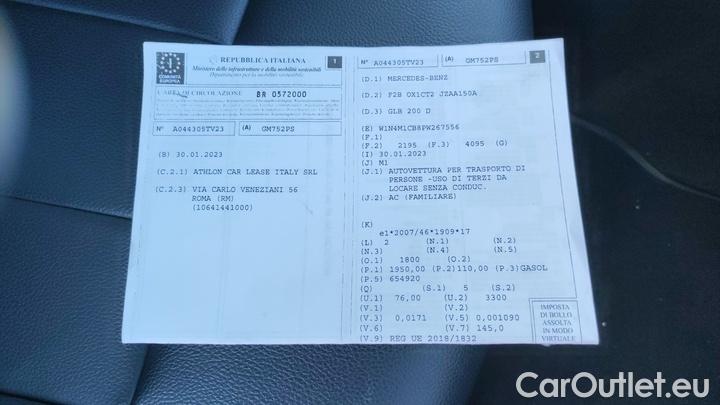 REPUBBLICA ITALIANA 1
Ministero delle infrastrutture e della mobilità sostenibili
Dipartimento per la mobilità sostenibile
COMUNITÀ
EUROPEA
I
CARTA DI CIRCOLAZIONE BR 0572000
N° A044305TV23 (A) GM752PS
(B) 30.01.2023
(C.2.1) ATHLON CAR LEASE ITALY SRL
(C.2.3) VIA CARLO VENEZIANI 56
ROMA (RM)
(10641441000)
N° A044305TV23 (A) GM752PS 2
(D.1) MERCEDES-BENZ
(D.2) F2B OX1CT2 JZAA150A
(D.3) GLB 200 D
(E) W1N4M1CB8PW267556
(F.1)
(F.2) 2195 (F.3) 4095 (G)
(I) 30.01.2023
(J) M1
(J.1) AUTOVETTURA PER TRASPORTO DI
PERSONE -USO DI TERZI DA
LOCARE SENZA CONDUC.
(J.2) AC (FAMILIARE)
(K)
e1*2007/46*1909*17
(L) 2 (N.1) (N.2)
(N.3) (N.4) (N.5)
(O.1) 1800 (O.2)
(P.1) 1950,00 (P.2)110,00 (P.3)GASOL
(P.5) 654920
(Q) (S.1) 5 (S.2)
(U.1) 76,00 (U.2) 3300
(V.1) (V.2)
(V.3) 0,0171 (V.5) 0,001090
(V.6) (V.7) 145,0
(V.9) REG UE 2018/1832
IMPOSTA
DI BOLLO
ASSOLTA
IN MODO
VIRTUALE
CarOutlet.eu